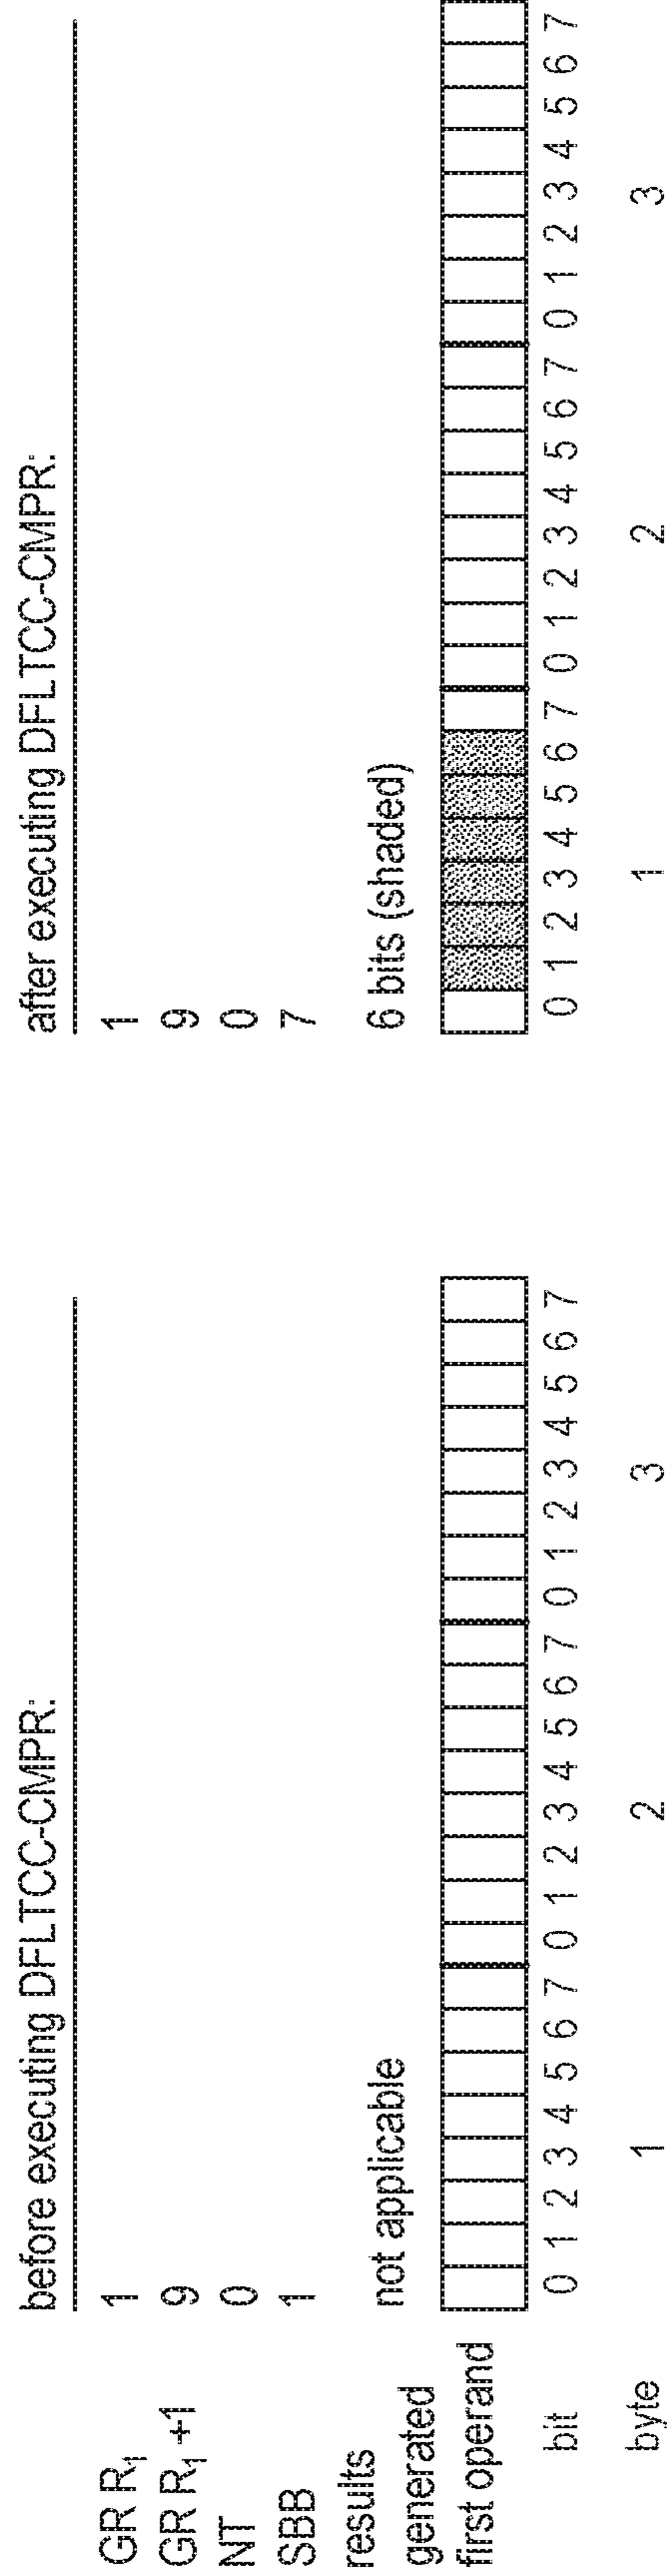 before executing DFLTCC-CMPR: after executing DFLTCC-CMPR:
GR R1 1 1
GR R1 +1 9 9
NT 0 0
SBB 1 7
results
generated not applicable 6 bits (shaded)
first operand
bit 0 1 2 3 4 5 6 7 0 1 2 3 4 5 6 7 0 1 2 3 4 5 6 7 0 1 2 3 4 5 6 7 0 1 2 3 4 5 6 7 0 1 2 3 4 5 6 7
byte 1 2 3 1 2 3